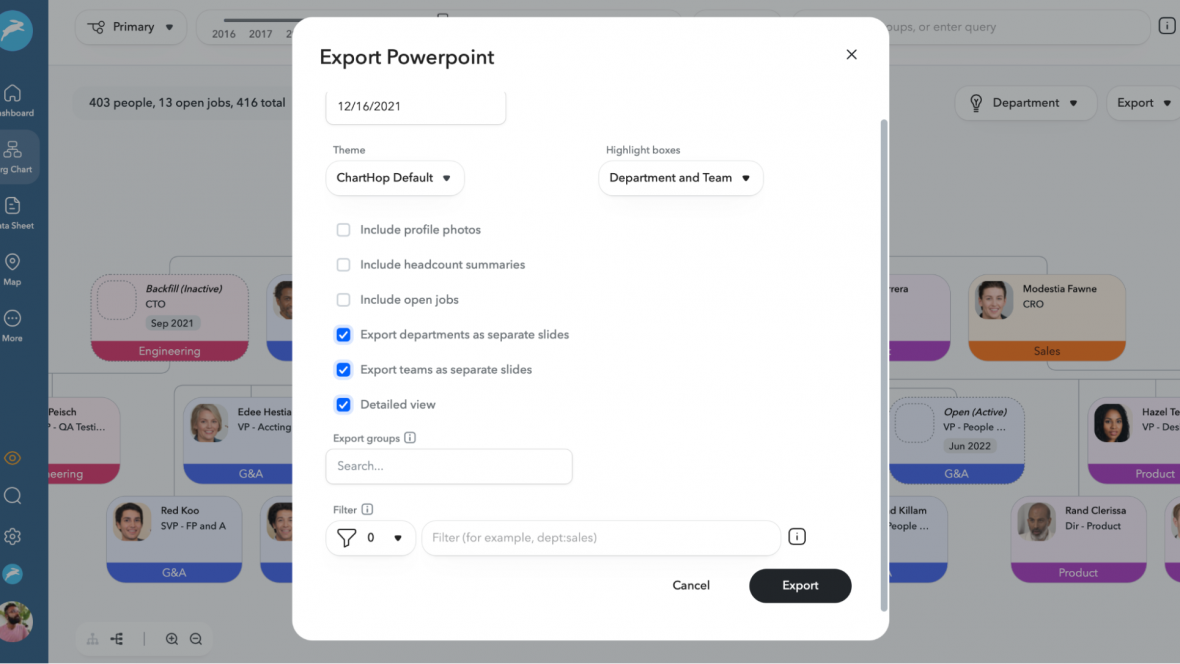 Primary
2016 2017
oups, or enter query
Export Powerpoint
403 people, 13 open jobs, 416 total
Department
Export
12/16/2021
Theme
ChartHop Default
Highlight boxes
Department and Team
Include profile photos
Include headcount summaries
Include open jobs
Export departments as separate slides
Export teams as separate slides
Detailed view
Export groups
Search...
Filter
0
Filter (for example, dept:sales)
Cancel
Export
ashboard
rg Chart
ata Sheet
Map
More
Backfill (Inactive)
CTO
Sep 2021
Engineering
rrera
Modestia Fawne
CRO
Sales
Peisch
- QA Testi...
neering
Edee Hestia
VP - Accting
G&A
Open (Active)
VP - People ...
Jun 2022
G&A
Hazel Te
VP - Des
Product
Red Koo
SVP - FP and A
G&A
d Killam
People ...
Rand Clerissa
Dir - Product
Product